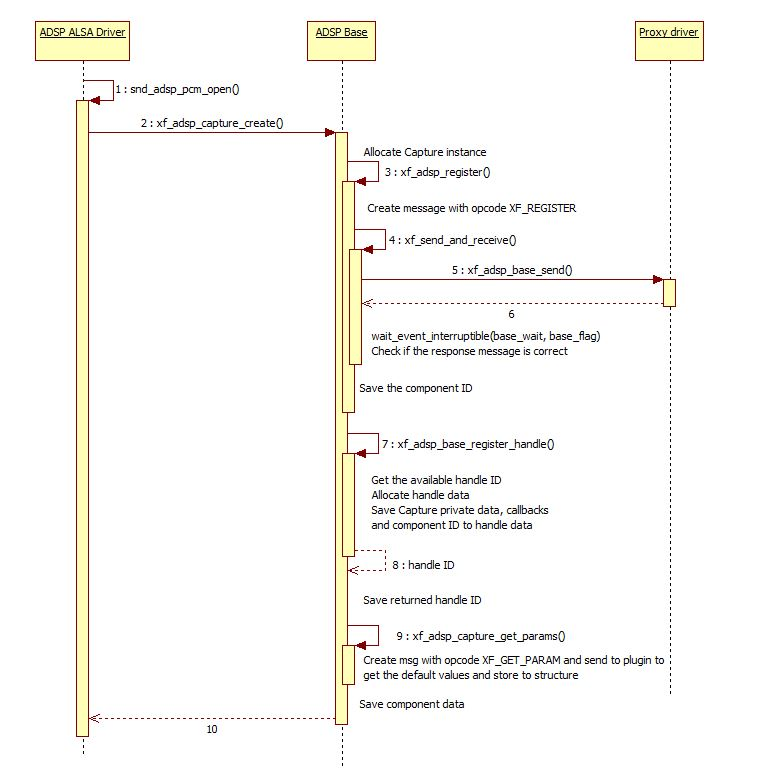 ADSP ALSA Driver
ADSP Base
Proxy driver
1 : snd_adsp_pcm_open()
2 : xf_adsp_capture_create()
Allocate Capture instance
3 : xf_adsp_register()
Create message with opcode XF_REGISTER
4 : xf_send_and_receive()
5 : xf_adsp_base_send()
6
wait_event_interruptible(base_wait, base_flag)
Check if the response message is correct
Save the component ID
7 : xf_adsp_base_register_handle()
Get the available handle ID
Allocate handle data
Save Capture private data, callbacks
and component ID to handle data
8 : handle ID
Save returned handle ID
9 : xf_adsp_capture_get_params()
Create msg with opcode XF_GET_PARAM and send to plugin to
get the default values and store to structure
Save component data
10